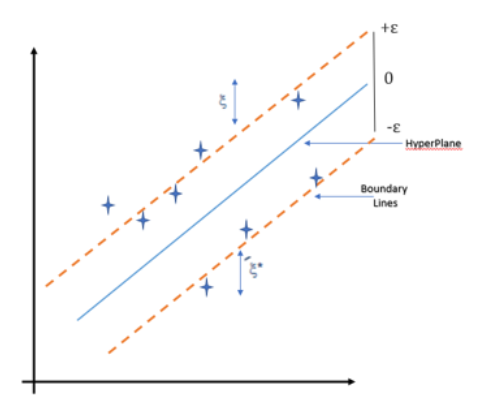 +ε
0
-ε
HyperPlane
Boundary
Lines
ξ*